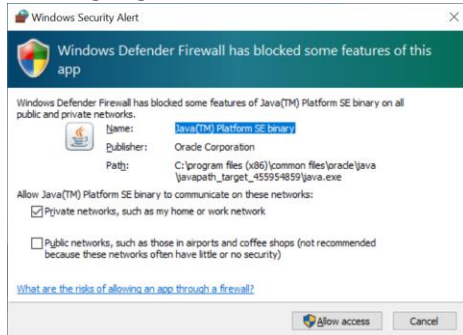 Windows Security Alert
Windows Defender Firewall has blocked some features of this
app
Windows Defender Firewall has blocked some features of Java(TM) Platform SE binary on all
public and private networks.
Name: Java(TM) Platform SE binary
Publisher: Oracle Corporation
Path: C:\program files (x86)\common files\oracle\java
\javapath_target_455954859\java.exe
Allow Java(TM) Platform SE binary to communicate on these networks:
Private networks, such as my home or work network
Public networks, such as those in airports and coffee shops (not recommended
because these networks often have little or no security)
What are the risks of allowing an app through a firewall?
Allow access Cancel